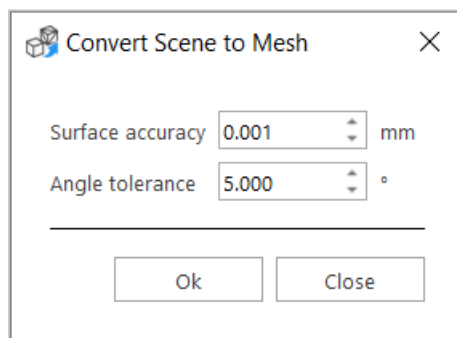 Convert Scene to Mesh
Surface accuracy 0.001 mm
Angle tolerance 5.000 °
Ok Close